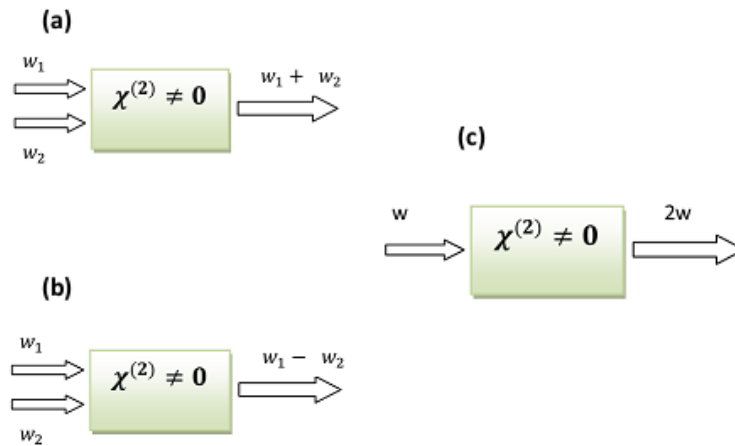 (a)
w₁
χ⁽²⁾ ≠ 0
w₁ + w₂
w₂
(c)
w
χ⁽²⁾ ≠ 0
2w
(b)
w₁
χ⁽²⁾ ≠ 0
w₁ − w₂
w₂